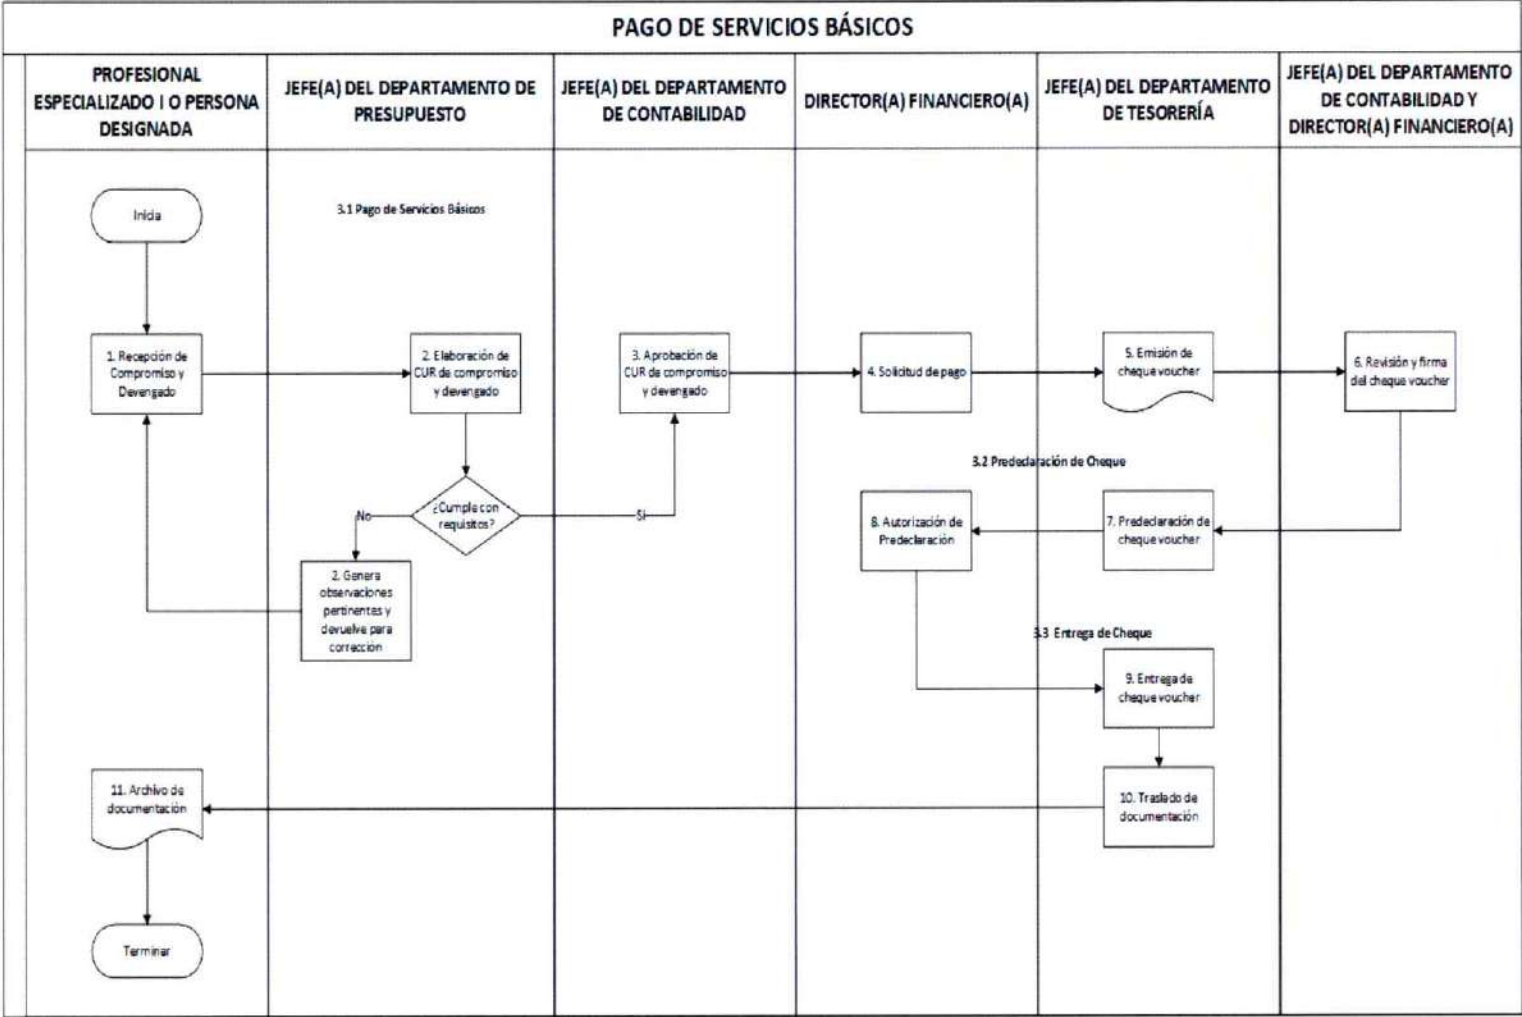 PAGO DE SERVICIOS BÁSICOS
PROFESIONAL
ESPECIALIZADO I O PERSONA
DESIGNADA
JEFE(A) DEL DEPARTAMENTO DE
PRESUPUESTO
JEFE(A) DEL DEPARTAMENTO
DE CONTABILIDAD
DIRECTOR(A) FINANCIERO(A)
JEFE(A) DEL DEPARTAMENTO
DE TESORERÍA
JEFE(A) DEL DEPARTAMENTO
DE CONTABILIDAD Y
DIRECTOR(A) FINANCIERO(A)
Inicia
3.1 Pago de Servicios Básicos
1. Recepción de
Compromiso y
Devengado
2. Elaboración de
CUR de compromiso
y devengado
3. Aprobación de
CUR de compromiso
y devengado
4. Solicitud de pago
5. Emisión de
cheque voucher
6. Revisión y firma
del cheque voucher
3.2 Predeclaración de Cheque
¿Cumple con
requisitos?
No
Sí
8. Autorización de
Predeclaración
7. Predeclaración de
cheque voucher
2. Genera
observaciones
pertinentes y
devuelve para
corrección
3.3 Entrega de Cheque
9. Entrega de
cheque voucher
11. Archivo de
documentación
10. Traslado de
documentación
Terminar